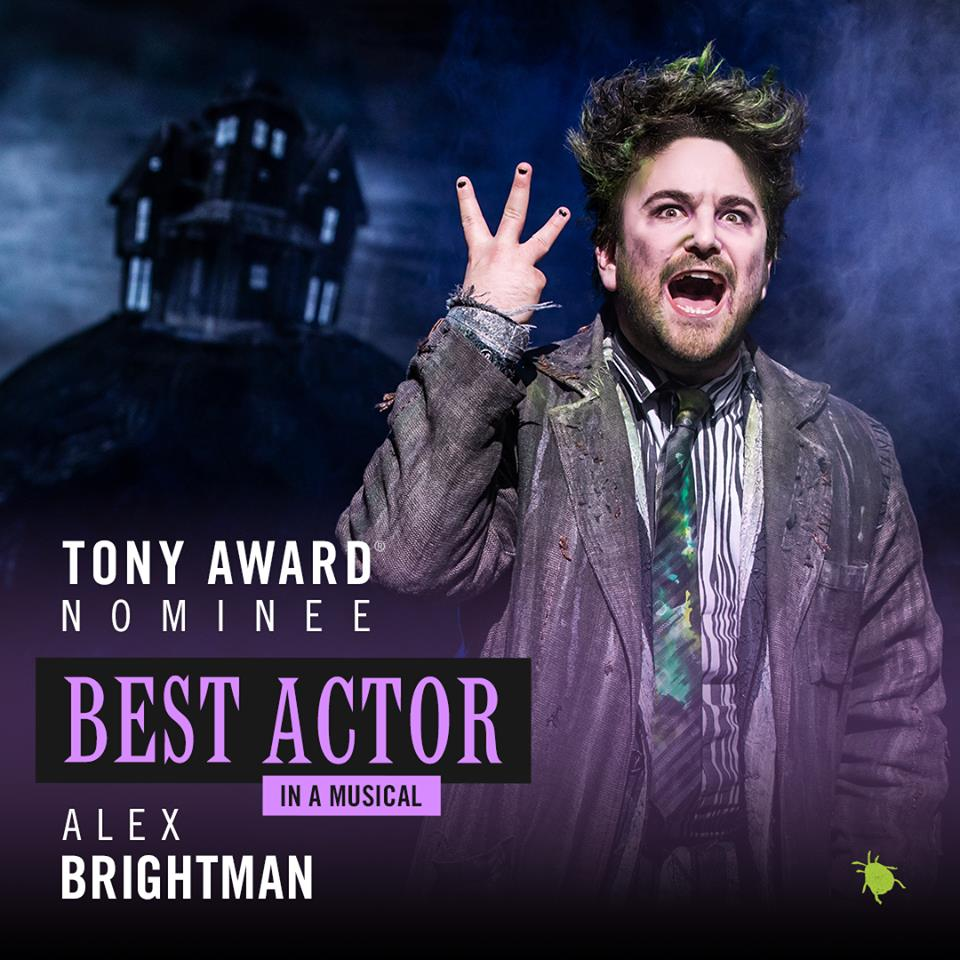 TONY AWARD®
NOMINEE
BEST ACTOR
IN A MUSICAL
ALEX
BRIGHTMAN